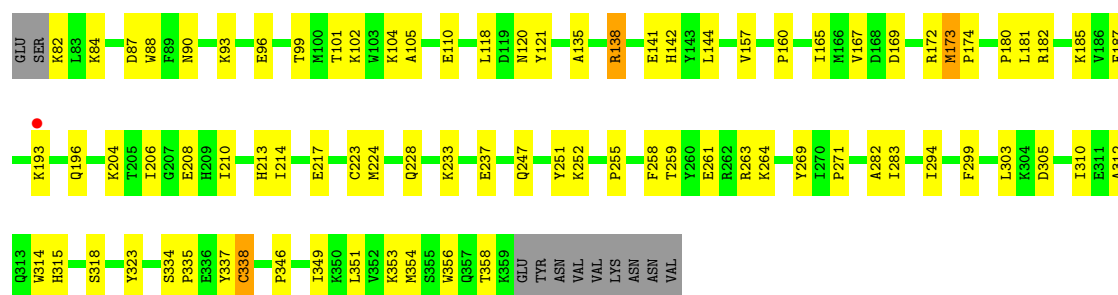 GLU SER K82 L83 K84 D87 W88 F89 N90 K93 E96 T99 M100 T101 K102 W103 K104 A105 E110 L118 D119 N120 Y121 A135 R138 E141 H142 Y143 L144 V157 P160 I165 M166 V167 D168 D169 R172 M173 P174 P180 L181 R182 K185 V186
K193 Q196 K204 T205 I206 G207 E208 H209 I210 H213 I214 E217 C223 M224 Q228 K233 E237 Q247 Y251 K252 P255 F258 T259 Y260 E261 R262 R263 K264 Y269 I270 P271 A282 I283 I294 F299 L303 K304 D305 I310 E311 A312
Q313 W314 H315 S318 Y323 S334 P335 E336 Y337 C338 P346 I349 K350 L351 V352 K353 M354 S355 W356 Q357 T358 K359 GLU TYR ASN VAL VAL LYS ASN ASN VAL